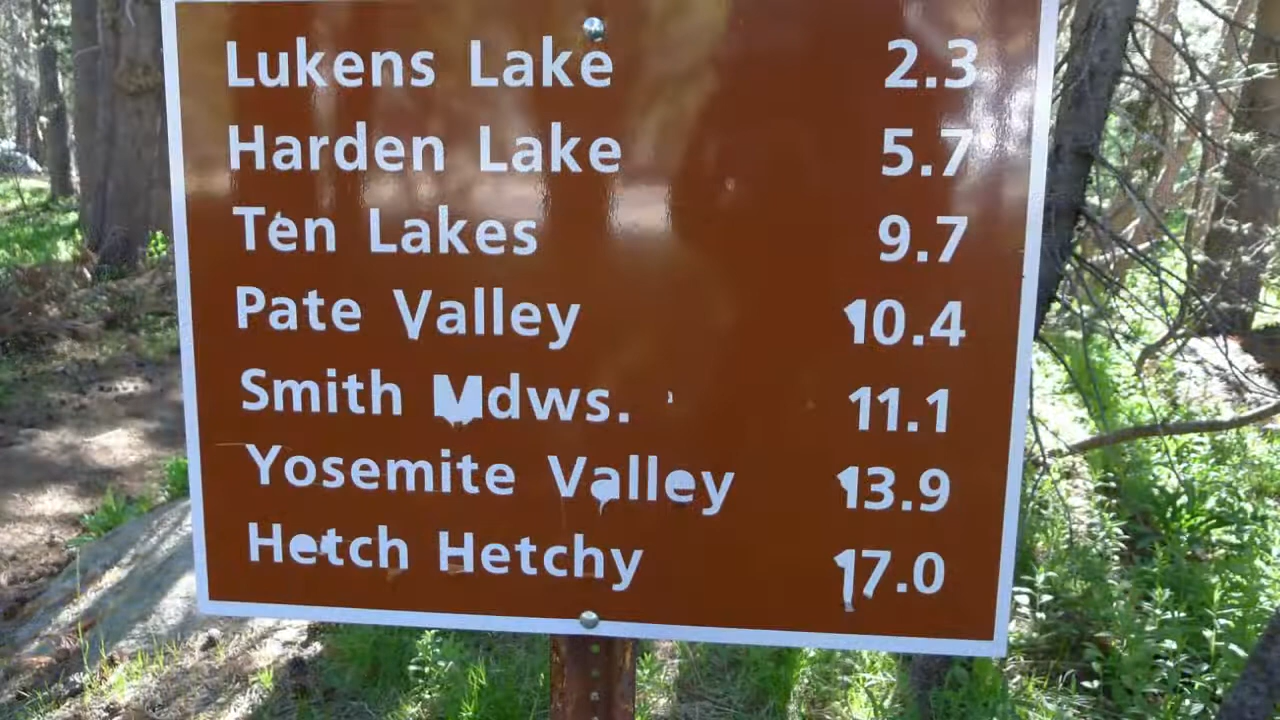 Lukens Lake 2.3
Harden Lake 5.7
Ten Lakes 9.7
Pate Valley 10.4
Smith Mdws. 11.1
Yosemite Valley 13.9
Hetch Hetchy 17.0